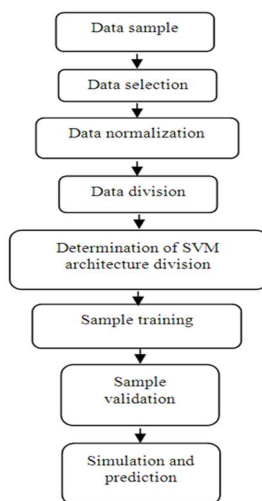 Data sample
Data selection
Data normalization
Data division
Determination of SVM
architecture division
Sample training
Sample
validation
Simulation and
prediction